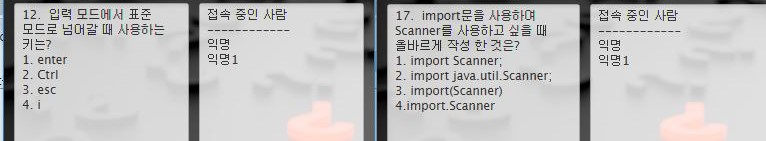 12.  입력 모드에서 표준
모드로 넘어갈 때 사용하는
키는?
1. enter
2. Ctrl
3. esc
4. i
접속 중인 사람
------------
익명
익명1
17.  import문을 사용하며
Scanner를 사용하고 싶을 때
올바르게 작성 한 것은?
1. import Scanner;
2. import java.util.Scanner;
3. import(Scanner)
4.import.Scanner
접속 중인 사람
------------
익명
익명1